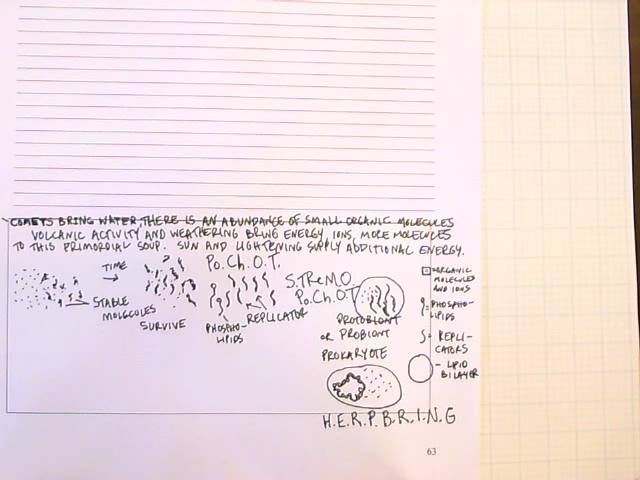 COMETS BRING WATER, THERE IS AN ABUNDANCE OF SMALL ORGANIC MOLECULES
VOLCANIC ACTIVITY AND WEATHERING BRING ENERGY, IONS, MORE MOLECULES
TO THIS PRIMORDIAL SOUP. SUN AND LIGHTENING SUPPLY ADDITIONAL ENERGY.
TIME
Po.Ch.O.T.
STABLE
MOLECULES
SURVIVE
PHOSPHO-
LIPIDS
REPLICATOR
S.TReM.O.
Po.Ch.O.T
PROTOBIONT
OR PROBIONT
PROKARYOTE
ORGANIC
MOLECULES
AND IONS
PHOSPHO-
LIPIDS
REPLI-
CATORS
LIPID
BILAYER
H.E.R.P.B.R.I.N.G
63